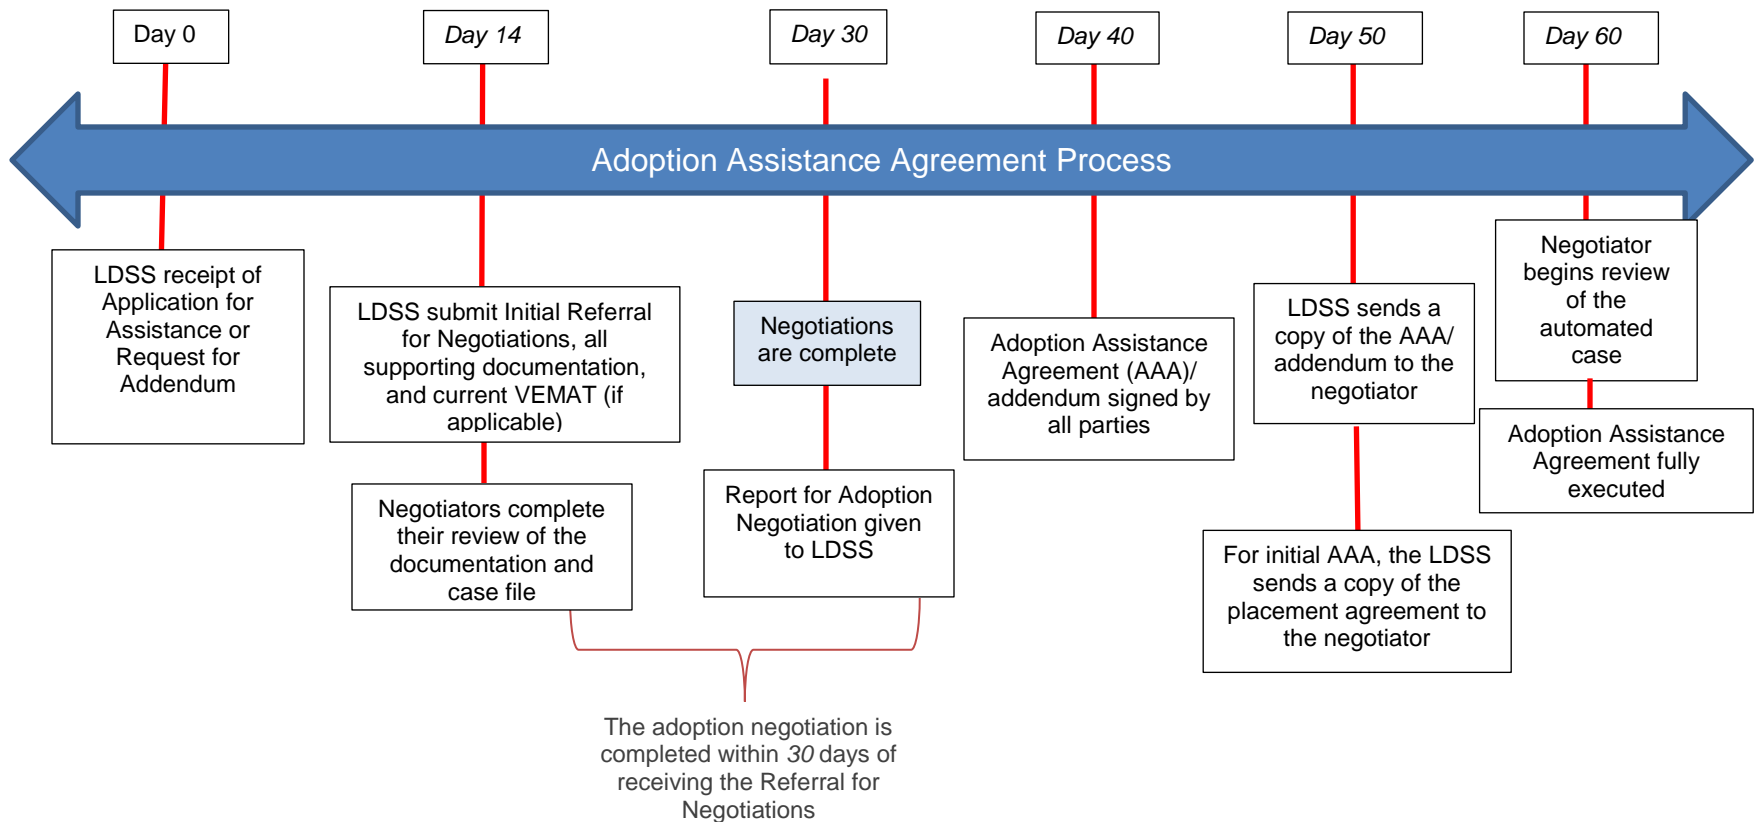 Day 0
Day 14
Day 30
Day 40
Day 50
Day 60
Adoption Assistance Agreement Process
LDSS receipt of
Application for
Assistance or
Request for
Addendum
LDSS submit Initial Referral
for Negotiations, all
supporting documentation,
and current VEMAT (if
applicable)
Negotiators complete
their review of the
documentation and
case file
Negotiations
are complete
Report for Adoption
Negotiation given
to LDSS
The adoption negotiation is
completed within 30 days of
receiving the Referral for
Negotiations
Adoption Assistance
Agreement (AAA)/
addendum signed by
all parties
LDSS sends a
copy of the AAA/
addendum to the
negotiator
For initial AAA, the LDSS
sends a copy of the
placement agreement to
the negotiator
Negotiator
begins review
of the
automated
case
Adoption Assistance
Agreement fully
executed